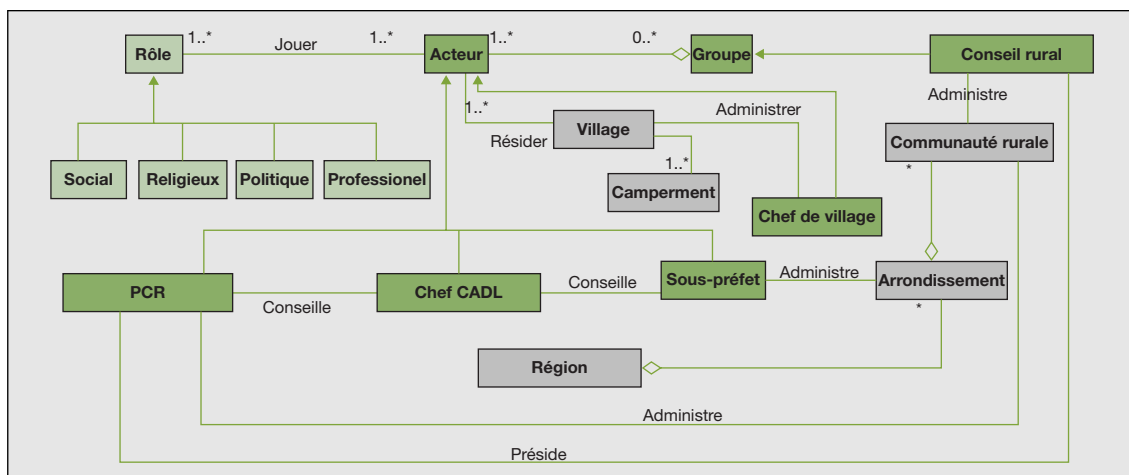 1..*
Jouer
1..*
1..*
0..*
Rôle
Acteur
Groupe
Conseil rural
Administre
1..*
Résider
Village
Administrer
Communauté rurale
*
1..*
Social
Religieux
Politique
Professionel
Camperment
Chef de village
PCR
Conseille
Chef CADL
Conseille
Sous-préfet
Administre
Arrondissement
*
Région
Administre
Préside